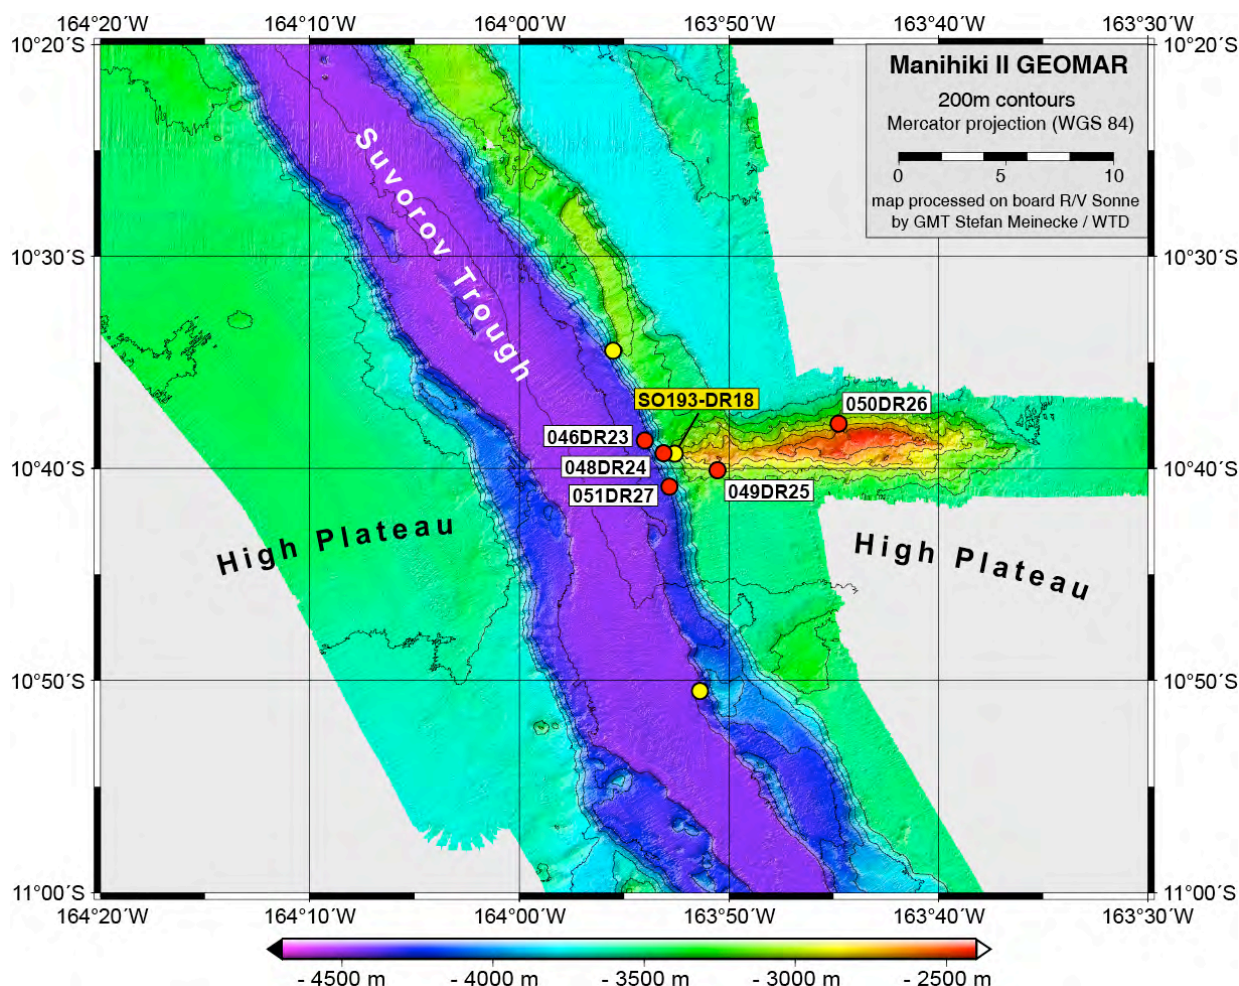 164°20´W 164°10´W 164°00´W 163°50´W 163°40´W 163°30´W
10°20´S 10°20´S
Manihiki II GEOMAR
200m contours
Mercator projection (WGS 84)
0 5 10
map processed on board R/V Sonne
by GMT Stefan Meinecke / WTD
Suvorov Trough
10°30´S 10°30´S
SO193-DR18
050DR26
046DR23
10°40´S 10°40´S
048DR24
049DR25
051DR27
High Plateau
High Plateau
10°50´S 10°50´S
11°00´S 11°00´S
164°20´W 164°10´W 164°00´W 163°50´W 163°40´W 163°30´W
- 4500 m - 4000 m - 3500 m - 3000 m - 2500 m